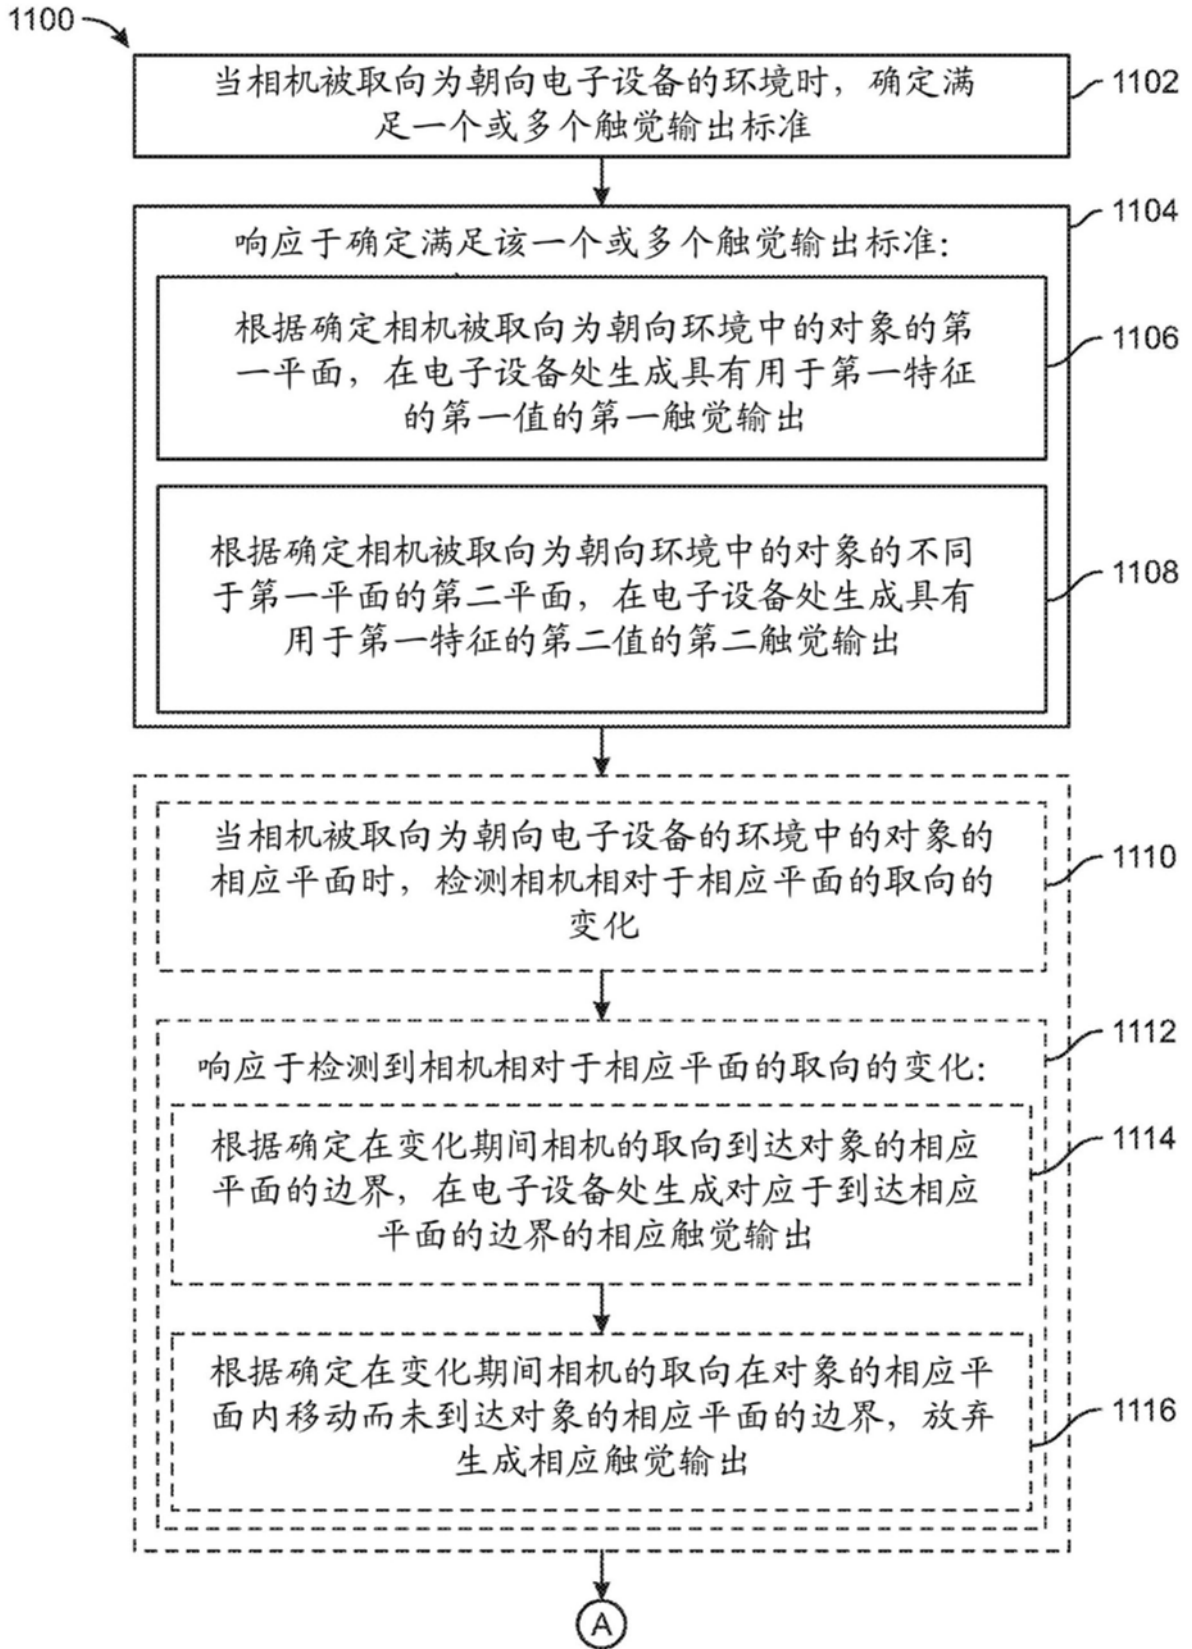 1100
当相机被取向为朝向电子设备的环境时，确定满
足一个或多个触觉输出标准
1102
响应于确定满足该一个或多个触觉输出标准：
1104
根据确定相机被取向为朝向环境中的对象的第
一平面，在电子设备处生成具有用于第一特征
的第一值的第一触觉输出
1106
根据确定相机被取向为朝向环境中的对象的不同
于第一平面的第二平面，在电子设备处生成具有
用于第一特征的第二值的第二触觉输出
1108
当相机被取向为朝向电子设备的环境中的对象的
相应平面时，检测相机相对于相应平面的取向的
变化
1110
响应于检测到相机相对于相应平面的取向的变化：
1112
根据确定在变化期间相机的取向到达对象的相应
平面的边界，在电子设备处生成对应于到达相应
平面的边界的相应触觉输出
1114
根据确定在变化期间相机的取向在对象的相应平
面内移动而未到达对象的相应平面的边界，放弃
生成相应触觉输出
1116
A